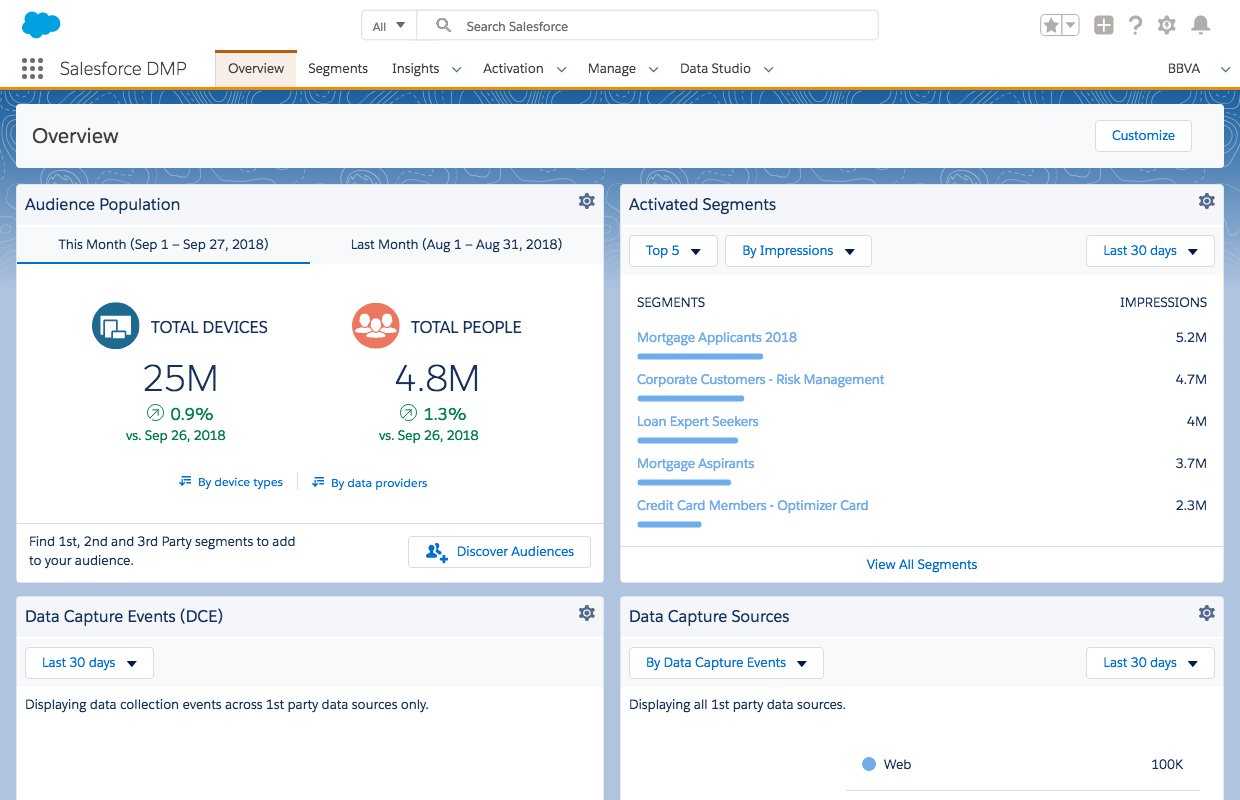 All
Search Salesforce
Salesforce DMP
Overview
Segments
Insights
Activation
Manage
Data Studio
BBVA
Overview
Customize
Audience Population
This Month (Sep 1 – Sep 27, 2018)
Last Month (Aug 1 – Aug 31, 2018)
TOTAL DEVICES
25M
0.9%
vs. Sep 26, 2018
TOTAL PEOPLE
4.8M
1.3%
vs. Sep 26, 2018
By device types
By data providers
Find 1st, 2nd and 3rd Party segments to add
to your audience.
Discover Audiences
Activated Segments
Top 5
By Impressions
Last 30 days
SEGMENTS
IMPRESSIONS
Mortgage Applicants 2018
5.2M
Corporate Customers - Risk Management
4.7M
Loan Expert Seekers
4M
Mortgage Aspirants
3.7M
Credit Card Members - Optimizer Card
2.3M
View All Segments
Data Capture Events (DCE)
Last 30 days
Displaying data collection events across 1st party data sources only.
Data Capture Sources
By Data Capture Events
Last 30 days
Displaying all 1st party data sources.
Web
100K